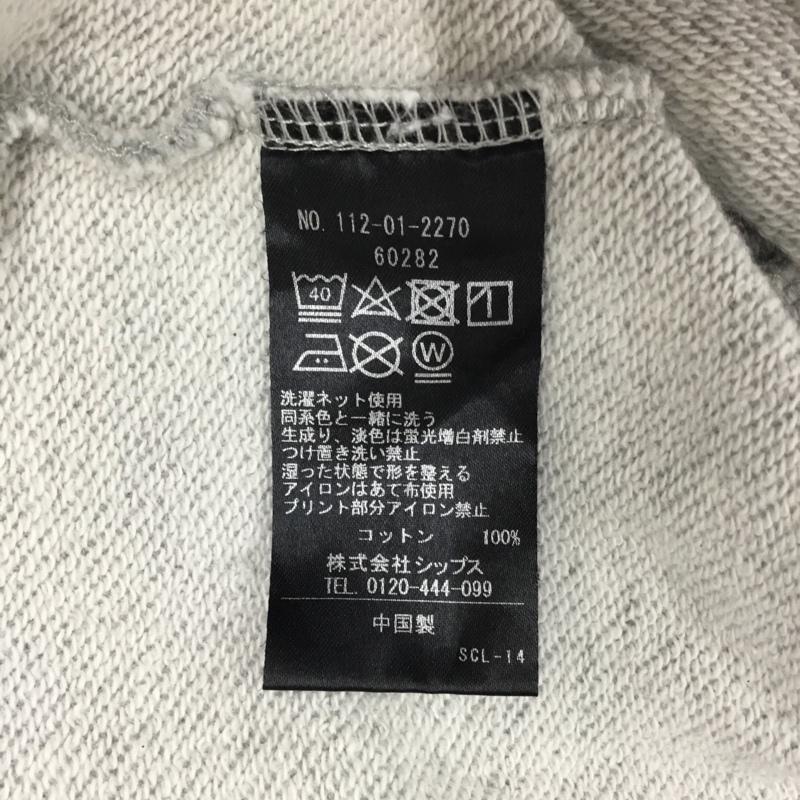 NO. 112-01-2270
60282
40
W
洗濯ネット使用
同系色と一緒に洗う
生成り、淡色は蛍光増白剤禁止
つけ置き洗い禁止
湿った状態で形を整える
アイロンはあて布使用
プリント部分アイロン禁止
コットン 100%
株式会社シップス
TEL. 0120-444-099
中国製
SCL-14